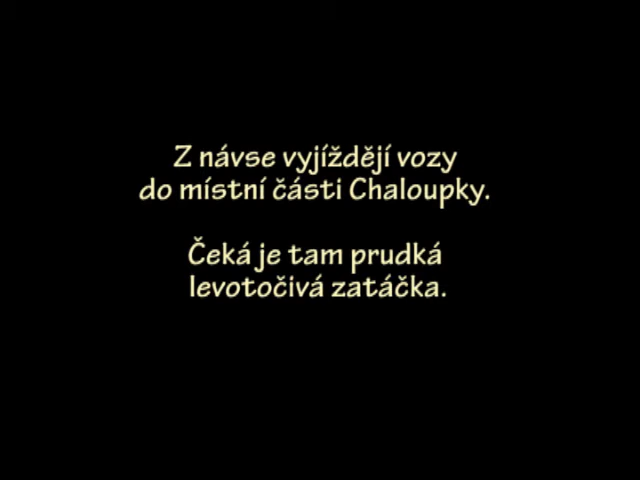 Z návse vyjíždějí vozy
do místní části Chaloupky.
Čeká je tam prudká
levotočivá zatáčka.